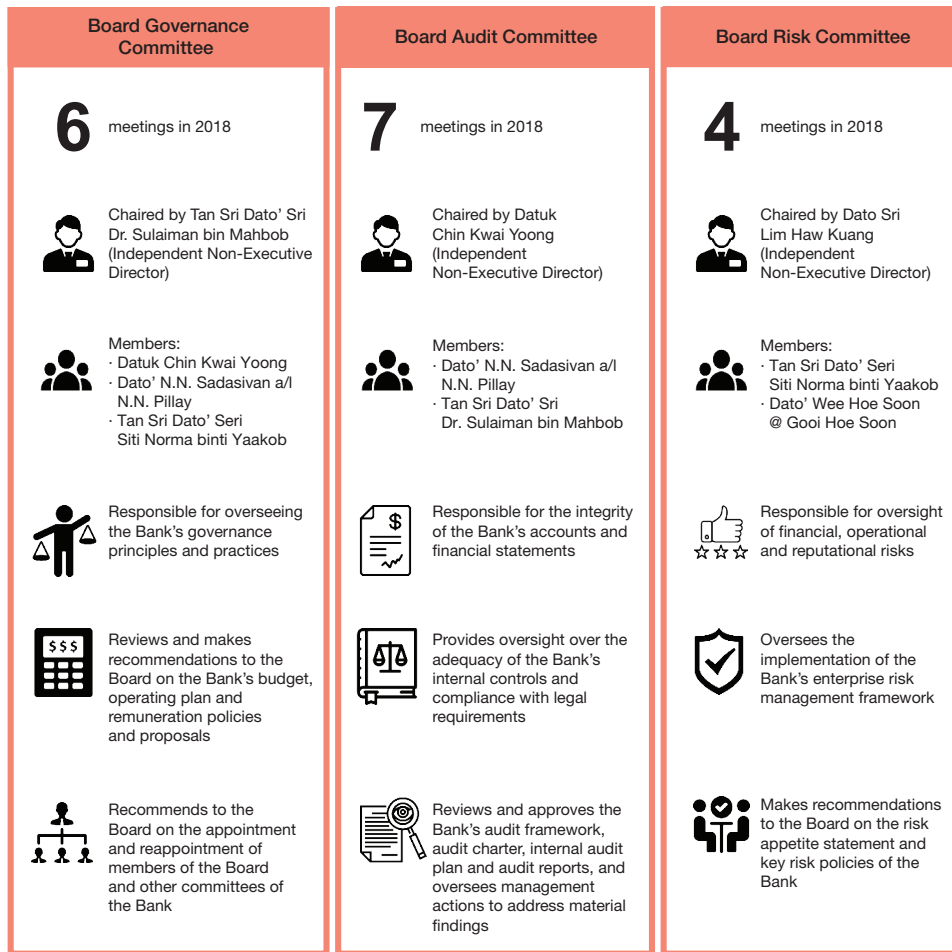 Board Governance
Committee
6
meetings in 2018
Chaired by Tan Sri Dato’ Sri
Dr. Sulaiman bin Mahbob
(Independent Non-Executive
Director)
Members:
· Datuk Chin Kwai Yoong
· Dato’ N.N. Sadasivan a/l
N.N. Pillay
· Tan Sri Dato’ Seri
Siti Norma binti Yaakob
Responsible for overseeing
the Bank’s governance
principles and practices
$$$
Reviews and makes
recommendations to the
Board on the Bank’s budget,
operating plan and
remuneration policies
and proposals
Recommends to the
Board on the appointment
and reappointment of
members of the Board
and other committees of
the Bank
Board Audit Committee
7
meetings in 2018
Chaired by Datuk
Chin Kwai Yoong
(Independent
Non-Executive Director)
Members:
· Dato’ N.N. Sadasivan a/l
N.N. Pillay
· Tan Sri Dato’ Sri
Dr. Sulaiman bin Mahbob
$
Responsible for the integrity
of the Bank’s accounts and
financial statements
Provides oversight over the
adequacy of the Bank’s
internal controls and
compliance with legal
requirements
Reviews and approves the
Bank’s audit framework,
audit charter, internal audit
plan and audit reports, and
oversees management
actions to address material
findings
Board Risk Committee
4
meetings in 2018
Chaired by Dato Sri
Lim Haw Kuang
(Independent
Non-Executive Director)
Members:
· Tan Sri Dato’ Seri
Siti Norma binti Yaakob
· Dato’ Wee Hoe Soon
@ Gooi Hoe Soon
Responsible for oversight
of financial, operational
and reputational risks
Oversees the
implementation of the
Bank’s enterprise risk
management framework
Makes recommendations
to the Board on the risk
appetite statement and
key risk policies of the
Bank